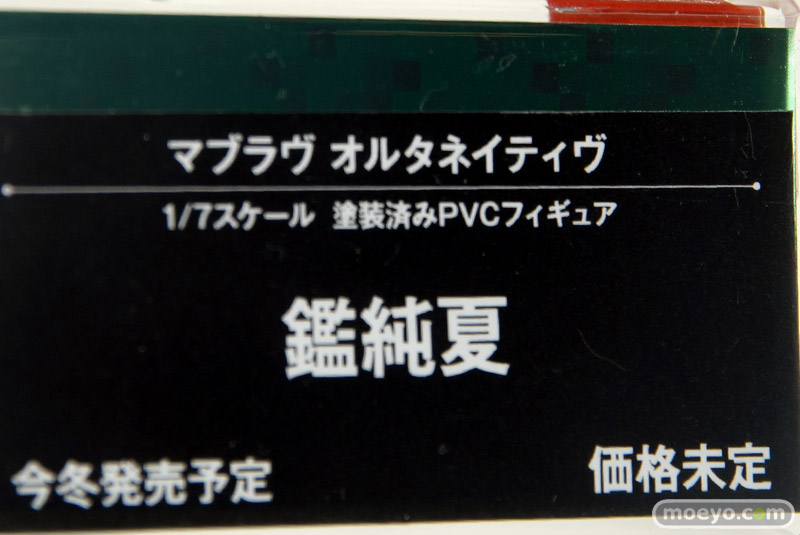 マブラヴ オルタネイティヴ
1/7スケール 塗装済みPVCフィギュア
鑑純夏
今冬発売予定
価格未定
moeyo.com